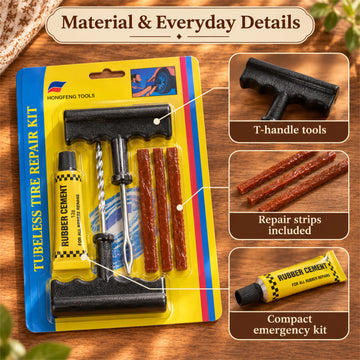 Material & Everyday Details
HONGFENG TOOLS
TUBELESS TIRE REPAIR KIT
RUBBER CEMENT
FOR ALL RUBBER REPAIRS
T-handle tools
Repair strips
included
RUBBER CEMENT
FOR ALL RUBBER REPAIRS
Compact
emergency kit